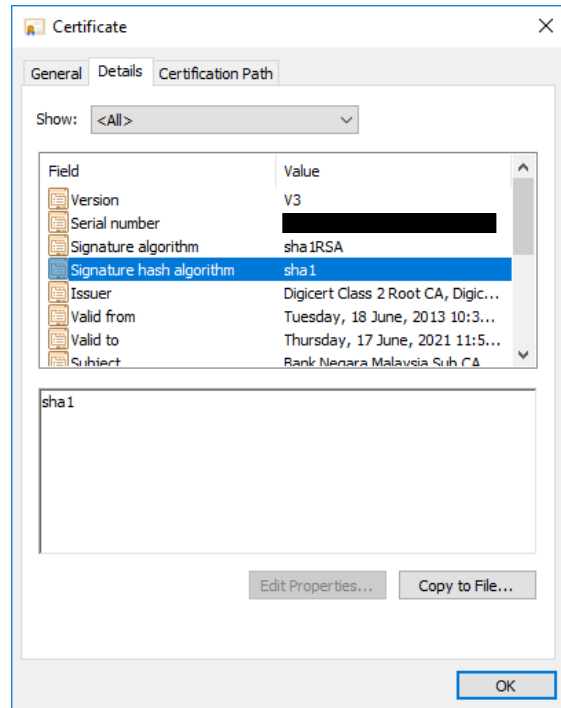 Certificate
General Details Certification Path
Show: <All>
Field Value
Version V3
Serial number
Signature algorithm sha1RSA
Signature hash algorithm sha1
Issuer Digicert Class 2 Root CA, Digic...
Valid from Tuesday, 18 June, 2013 10:3...
Valid to Thursday, 17 June, 2021 11:5...
Subject Bank Negara Malaysia Sub CA
sha1
Edit Properties... Copy to File...
OK